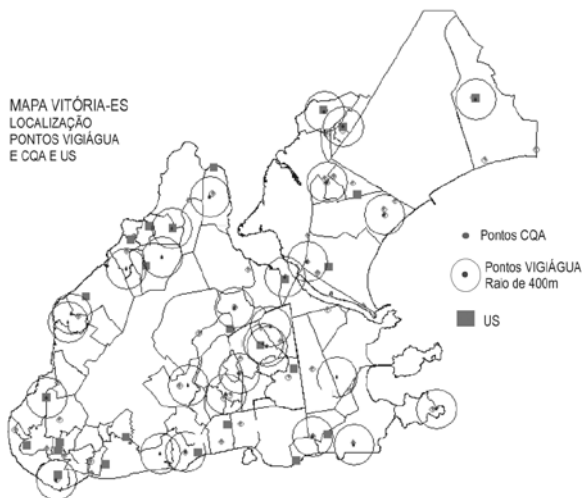 MAPA VITÓRIA-ES
LOCALIZAÇÃO
PONTOS VIGIÁGUA
E CQA E US
Pontos CQA
Pontos VIGIÁGUA
Raio de 400m
US